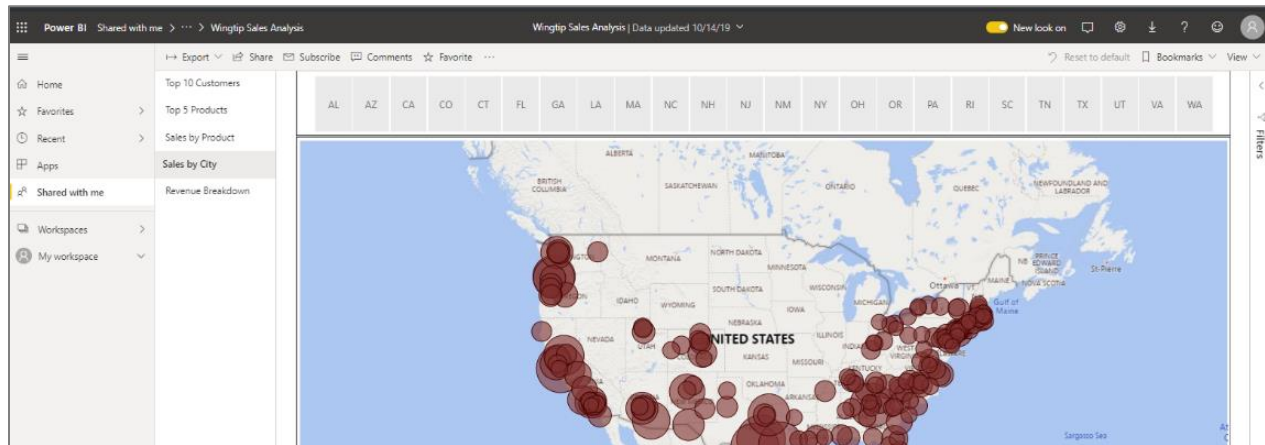 Power BI Shared with me > ··· > Wingtip Sales Analysis Wingtip Sales Analysis | Data updated 10/14/19 New look on ?
Export Share Subscribe Comments Favorite ··· Reset to default Bookmarks View
Home
Favorites
Recent
Apps
Shared with me
Workspaces
My workspace
Top 10 Customers
Top 5 Products
Sales by Product
Sales by City
Revenue Breakdown
AL AZ CA CO CT FL GA LA MA NC NH NJ NM NY OH OR PA RI SC TN TX UT VA WA
Filters
ALBERTA MANITOBA
BRITISH COLUMBIA SASKATCHEWAN ONTARIO QUEBEC NEWFOUNDLAND AND LABRADOR
NB PRINCE EDWARD ISLAND St-Pierre
NOVA SCOTIA
MONTANA NORTH DAKOTA MINNESOTA Ottawa VT MAINE
Gulf of Maine
IDAHO WYOMING SOUTH DAKOTA WISCONSIN MICHIGAN
NEBRASKA IOWA
NEVADA UTAH UNITED STATES ILLINOIS
KANSAS MISSOURI WEST VIRGINIA
KENTUCKY
OKLAHOMA
ARKANSAS
Sargasso Sea